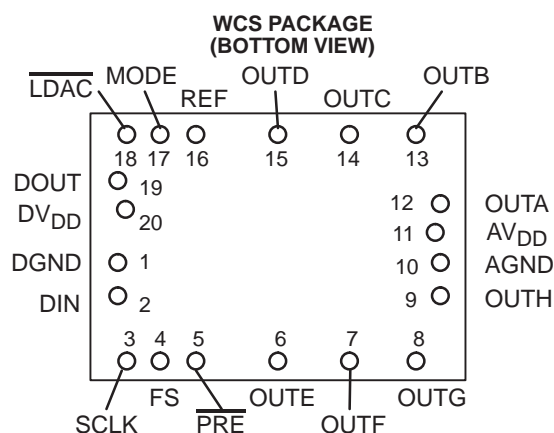 WCS PACKAGE
(BOTTOM VIEW)
LDAC MODE REF OUTD OUTC OUTB
18 17 16 15 14 13
DOUT 19
DVDD 20
DGND 1
DIN 2
12 OUTA
11 AVDD
10 AGND
9 OUTH
3 4 5 6 7 8
SCLK FS PRE OUTE OUTF OUTG